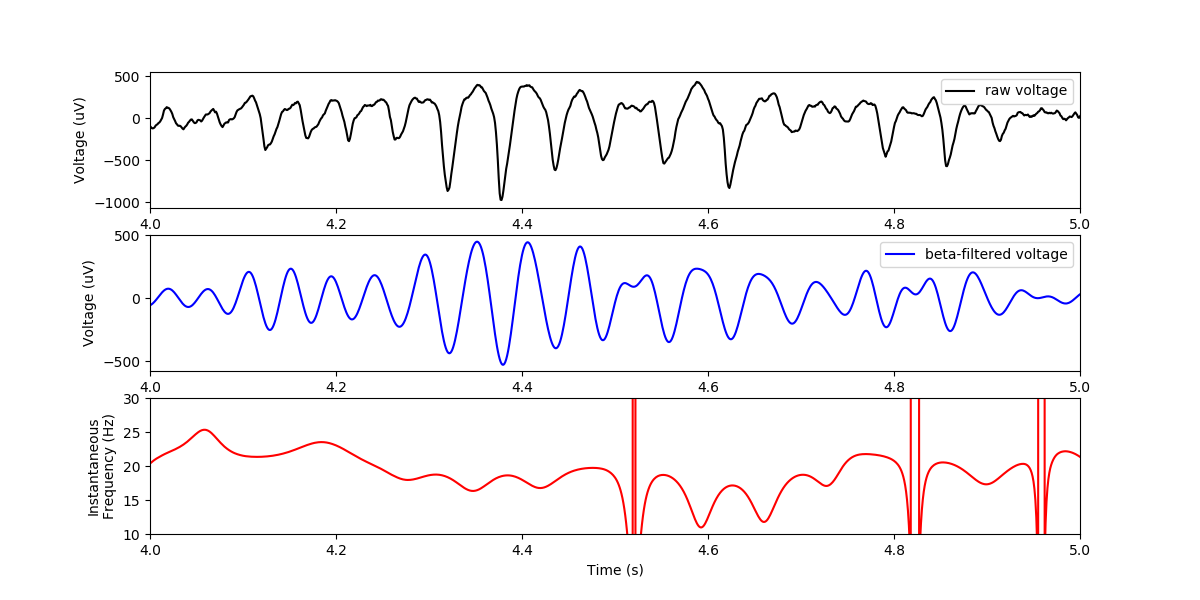 500
0
−500
−1000
Voltage (uV)
raw voltage
4.0 4.2 4.4 4.6 4.8 5.0
500
0
−500
Voltage (uV)
beta-filtered voltage
4.0 4.2 4.4 4.6 4.8 5.0
30
25
20
15
10
Instantaneous
Frequency (Hz)
4.0 4.2 4.4 4.6 4.8 5.0
Time (s)